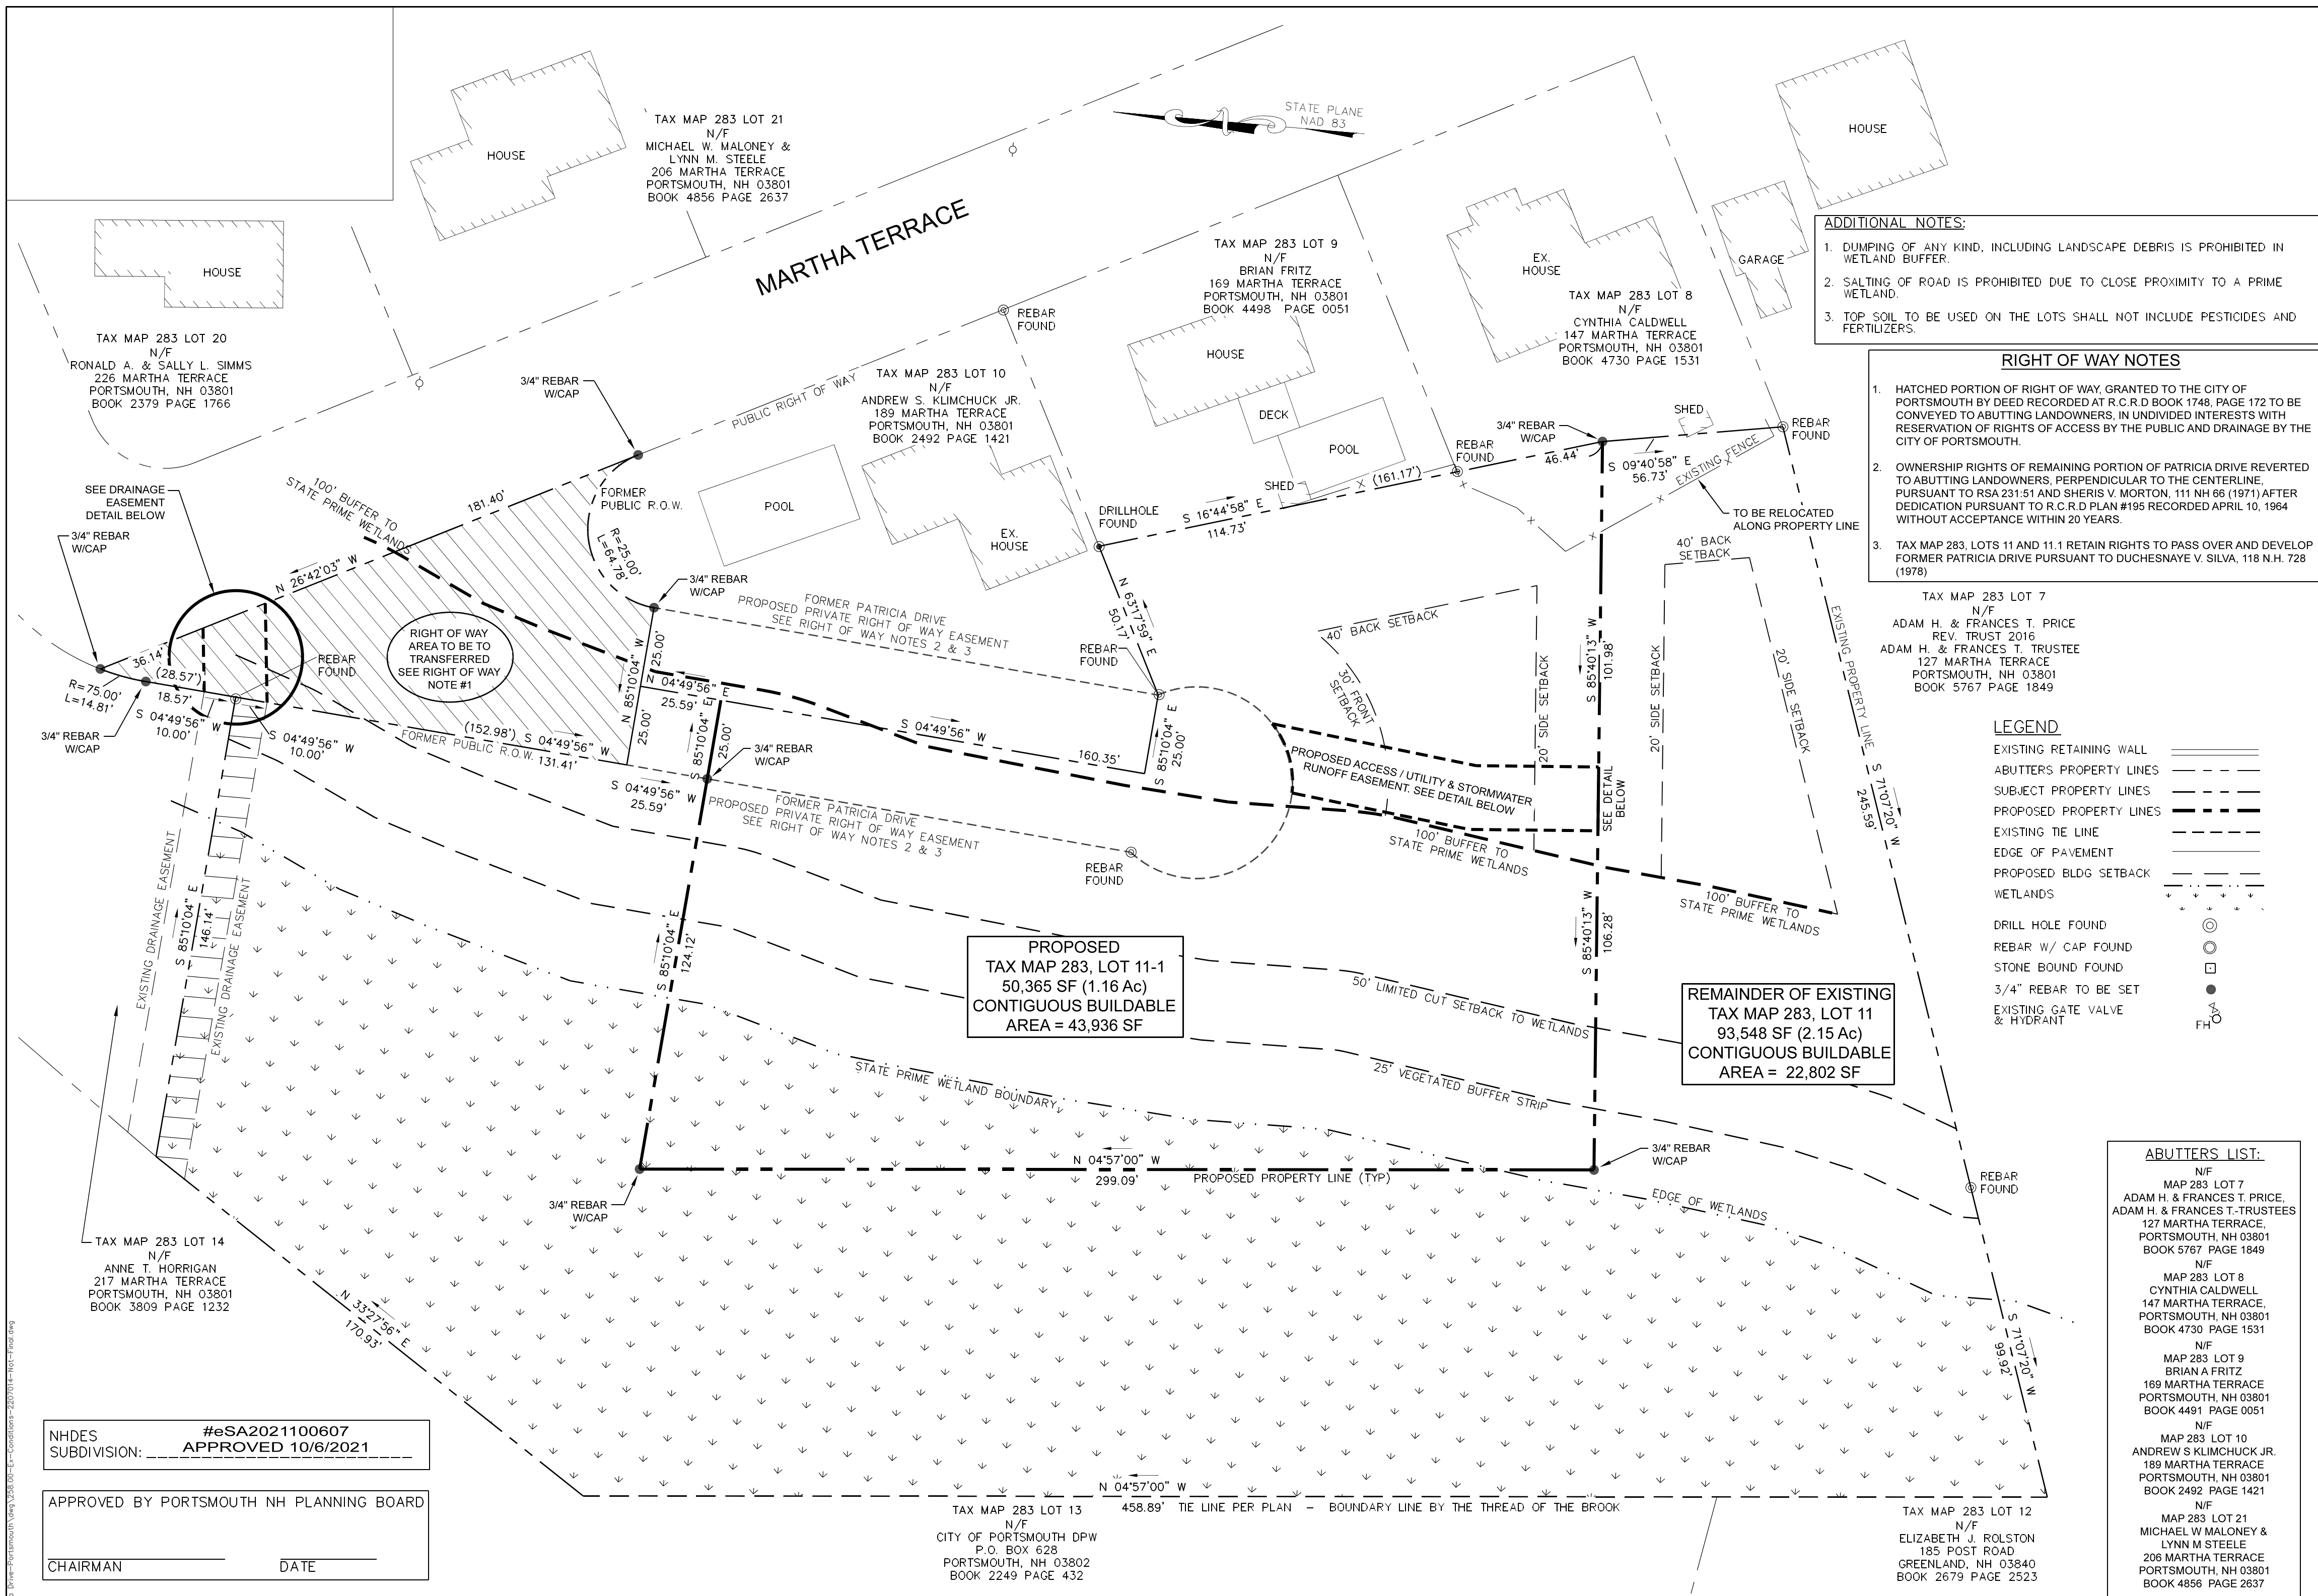 STATE PLANE
NAD 83
HOUSE
HOUSE
HOUSE
TAX MAP 283 LOT 21
N/F
MICHAEL W. MALONEY &
LYNN M. STEELE
206 MARTHA TERRACE
PORTSMOUTH, NH 03801
BOOK 4856 PAGE 2637
MARTHA TERRACE
TAX MAP 283 LOT 20
N/F
RONALD A. & SALLY L. SIMMS
226 MARTHA TERRACE
PORTSMOUTH, NH 03801
BOOK 2379 PAGE 1766
TAX MAP 283 LOT 9
N/F
BRIAN FRITZ
169 MARTHA TERRACE
PORTSMOUTH, NH 03801
BOOK 4498 PAGE 0051
HOUSE
DECK
POOL
SHED
EX.
HOUSE
TAX MAP 283 LOT 8
N/F
CYNTHIA CALDWELL
147 MARTHA TERRACE
PORTSMOUTH, NH 03801
BOOK 4730 PAGE 1531
GARAGE
SHED
ADDITIONAL NOTES:
1. DUMPING OF ANY KIND, INCLUDING LANDSCAPE DEBRIS IS PROHIBITED IN
WETLAND BUFFER.
2. SALTING OF ROAD IS PROHIBITED DUE TO CLOSE PROXIMITY TO A PRIME
WETLAND.
3. TOP SOIL TO BE USED ON THE LOTS SHALL NOT INCLUDE PESTICIDES AND
FERTILIZERS.
RIGHT OF WAY NOTES
1. HATCHED PORTION OF RIGHT OF WAY, GRANTED TO THE CITY OF
PORTSMOUTH BY DEED RECORDED AT R.C.R.D BOOK 1748, PAGE 172 TO BE
CONVEYED TO ABUTTING LANDOWNERS, IN UNDIVIDED INTERESTS WITH
RESERVATION OF RIGHTS OF ACCESS BY THE PUBLIC AND DRAINAGE BY THE
CITY OF PORTSMOUTH.
2. OWNERSHIP RIGHTS OF REMAINING PORTION OF PATRICIA DRIVE REVERTED
TO ABUTTING LANDOWNERS, PERPENDICULAR TO THE CENTERLINE,
PURSUANT TO RSA 231:51 AND SHERIS V. MORTON, 111 NH 66 (1971) AFTER
DEDICATION PURSUANT TO R.C.R.D PLAN #195 RECORDED APRIL 10, 1964
WITHOUT ACCEPTANCE WITHIN 20 YEARS.
3. TAX MAP 283, LOTS 11 AND 11.1 RETAIN RIGHTS TO PASS OVER AND DEVELOP
FORMER PATRICIA DRIVE PURSUANT TO DUCHESNAYE V. SILVA, 118 N.H. 728
(1978)
REBAR
FOUND
3/4" REBAR
W/CAP
PUBLIC RIGHT OF WAY
TAX MAP 283 LOT 10
N/F
ANDREW S. KLIMCHUCK JR.
189 MARTHA TERRACE
PORTSMOUTH, NH 03801
BOOK 2492 PAGE 1421
POOL
EX.
HOUSE
FORMER
PUBLIC R.O.W.
R=25.00'
L=64.78'
SEE DRAINAGE
EASEMENT
DETAIL BELOW
3/4" REBAR
W/CAP
100' BUFFER TO
STATE PRIME WETLANDS
181.40'
N 26°42'03" W
RIGHT OF WAY
AREA TO BE TO
TRANSFERRED
SEE RIGHT OF WAY
NOTE #1
REBAR
FOUND
36.14'
(28.57')
18.57'
R=75.00'
L=14.81'
S 04°49'56" W
10.00'
3/4" REBAR
W/CAP
S 04°49'56" W
10.00'
(152.98') S 04°49'56" W
FORMER PUBLIC R.O.W. 131.41'
3/4" REBAR
W/CAP
N 85°10'04" W
25.00'
25.00'
N 04°49'56" E
25.59'
S 85°10'04" E
25.00'
3/4" REBAR
W/CAP
S 04°49'56" W
25.59'
FORMER PATRICIA DRIVE
PROPOSED PRIVATE RIGHT OF WAY EASEMENT
SEE RIGHT OF WAY NOTES 2 & 3
FORMER PATRICIA DRIVE
PROPOSED PRIVATE RIGHT OF WAY EASEMENT
SEE RIGHT OF WAY NOTES 2 & 3
S 04°49'56" W
160.35'
S 85°10'04" E
25.00'
REBAR
FOUND
REBAR
FOUND
N 63°17'59" E
50.17'
DRILLHOLE
FOUND
S 16°44'58" E
114.73'
(161.17')
REBAR
FOUND
46.44'
3/4" REBAR
W/CAP
S 09°40'58" E
56.73'
EXISTING FENCE
REBAR
FOUND
TO BE RELOCATED
ALONG PROPERTY LINE
40' BACK
SETBACK
40' BACK SETBACK
30' FRONT
SETBACK
20' SIDE SETBACK
S 85°40'13" W
101.98'
20' SIDE SETBACK
20' SIDE SETBACK
EXISTING PROPERTY LINE
S 71°07'20" W
245.59'
PROPOSED ACCESS / UTILITY & STORMWATER
RUNOFF EASEMENT. SEE DETAIL BELOW
SEE DETAIL
BELOW
100' BUFFER TO
STATE PRIME WETLANDS
100' BUFFER TO
STATE PRIME WETLANDS
S 85°40'13" W
106.28'
TAX MAP 283 LOT 7
N/F
ADAM H. & FRANCES T. PRICE
REV. TRUST 2016
ADAM H. & FRANCES T. TRUSTEE
127 MARTHA TERRACE
PORTSMOUTH, NH 03801
BOOK 5767 PAGE 1849
LEGEND
EXISTING RETAINING WALL
ABUTTERS PROPERTY LINES
SUBJECT PROPERTY LINES
PROPOSED PROPERTY LINES
EXISTING TIE LINE
EDGE OF PAVEMENT
PROPOSED BLDG SETBACK
WETLANDS
DRILL HOLE FOUND
REBAR W/ CAP FOUND
STONE BOUND FOUND
3/4" REBAR TO BE SET
EXISTING GATE VALVE
& HYDRANT
FH
EXISTING DRAINAGE EASEMENT
S 85°10'04" E
146.14'
EXISTING DRAINAGE EASEMENT
S 85°10'04" E
124.12'
PROPOSED
TAX MAP 283, LOT 11-1
50,365 SF (1.16 Ac)
CONTIGUOUS BUILDABLE
AREA = 43,936 SF
REMAINDER OF EXISTING
TAX MAP 283, LOT 11
93,548 SF (2.15 Ac)
CONTIGUOUS BUILDABLE
AREA = 22,802 SF
50' LIMITED CUT SETBACK TO WETLANDS
25' VEGETATED BUFFER STRIP
STATE PRIME WETLAND BOUNDARY
N 04°57'00" W
299.09'
PROPOSED PROPERTY LINE (TYP)
3/4" REBAR
W/CAP
3/4" REBAR
W/CAP
EDGE OF WETLANDS
REBAR
FOUND
S 71°07'20" W
99.92'
TAX MAP 283 LOT 14
N/F
ANNE T. HORRIGAN
217 MARTHA TERRACE
PORTSMOUTH, NH 03801
BOOK 3809 PAGE 1232
N 33°27'56" E
170.93'
N 04°57'00" W
458.89' TIE LINE PER PLAN - BOUNDARY LINE BY THE THREAD OF THE BROOK
TAX MAP 283 LOT 13
N/F
CITY OF PORTSMOUTH DPW
P.O. BOX 628
PORTSMOUTH, NH 03802
BOOK 2249 PAGE 432
TAX MAP 283 LOT 12
N/F
ELIZABETH J. ROLSTON
185 POST ROAD
GREENLAND, NH 03840
BOOK 2679 PAGE 2523
NHDES
SUBDIVISION:
#eSA2021100607
APPROVED 10/6/2021
APPROVED BY PORTSMOUTH NH PLANNING BOARD
CHAIRMAN DATE
ABUTTERS LIST:
N/F
MAP 283 LOT 7
ADAM H. & FRANCES T. PRICE,
ADAM H. & FRANCES T.-TRUSTEES
127 MARTHA TERRACE,
PORTSMOUTH, NH 03801
BOOK 5767 PAGE 1849
N/F
MAP 283 LOT 8
CYNTHIA CALDWELL
147 MARTHA TERRACE,
PORTSMOUTH, NH 03801
BOOK 4730 PAGE 1531
N/F
MAP 283 LOT 9
BRIAN A FRITZ
169 MARTHA TERRACE
PORTSMOUTH, NH 03801
BOOK 4491 PAGE 0051
N/F
MAP 283 LOT 10
ANDREW S KLIMCHUCK JR.
189 MARTHA TERRACE
PORTSMOUTH, NH 03801
BOOK 2492 PAGE 1421
N/F
MAP 283 LOT 21
MICHAEL W MALONEY &
LYNN M STEELE
206 MARTHA TERRACE
PORTSMOUTH, NH 03801
BOOK 4856 PAGE 2637